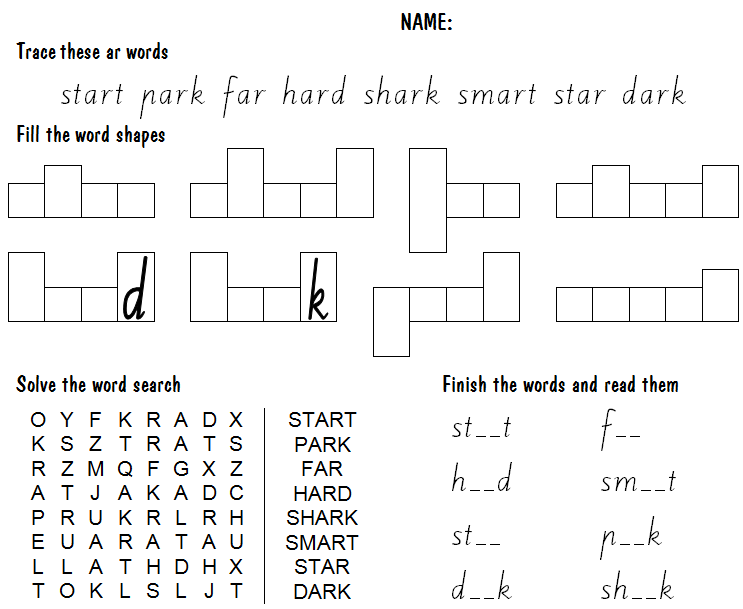 NAME:
Trace these ar words
start park far hard shark smart star dark
Fill the word shapes
d k
Solve the word search
O Y F K R A D X
K S Z T R A T S
R Z M Q F G X Z
A T J A K A D C
P R U K R L R H
E U A R A T A U
L L A T H D H X
T O K L S L J T
START
PARK
FAR
HARD
SHARK
SMART
STAR
DARK
Finish the words and read them
st__t f__
h__d sm__t
st__ p__k
d__k sh__k